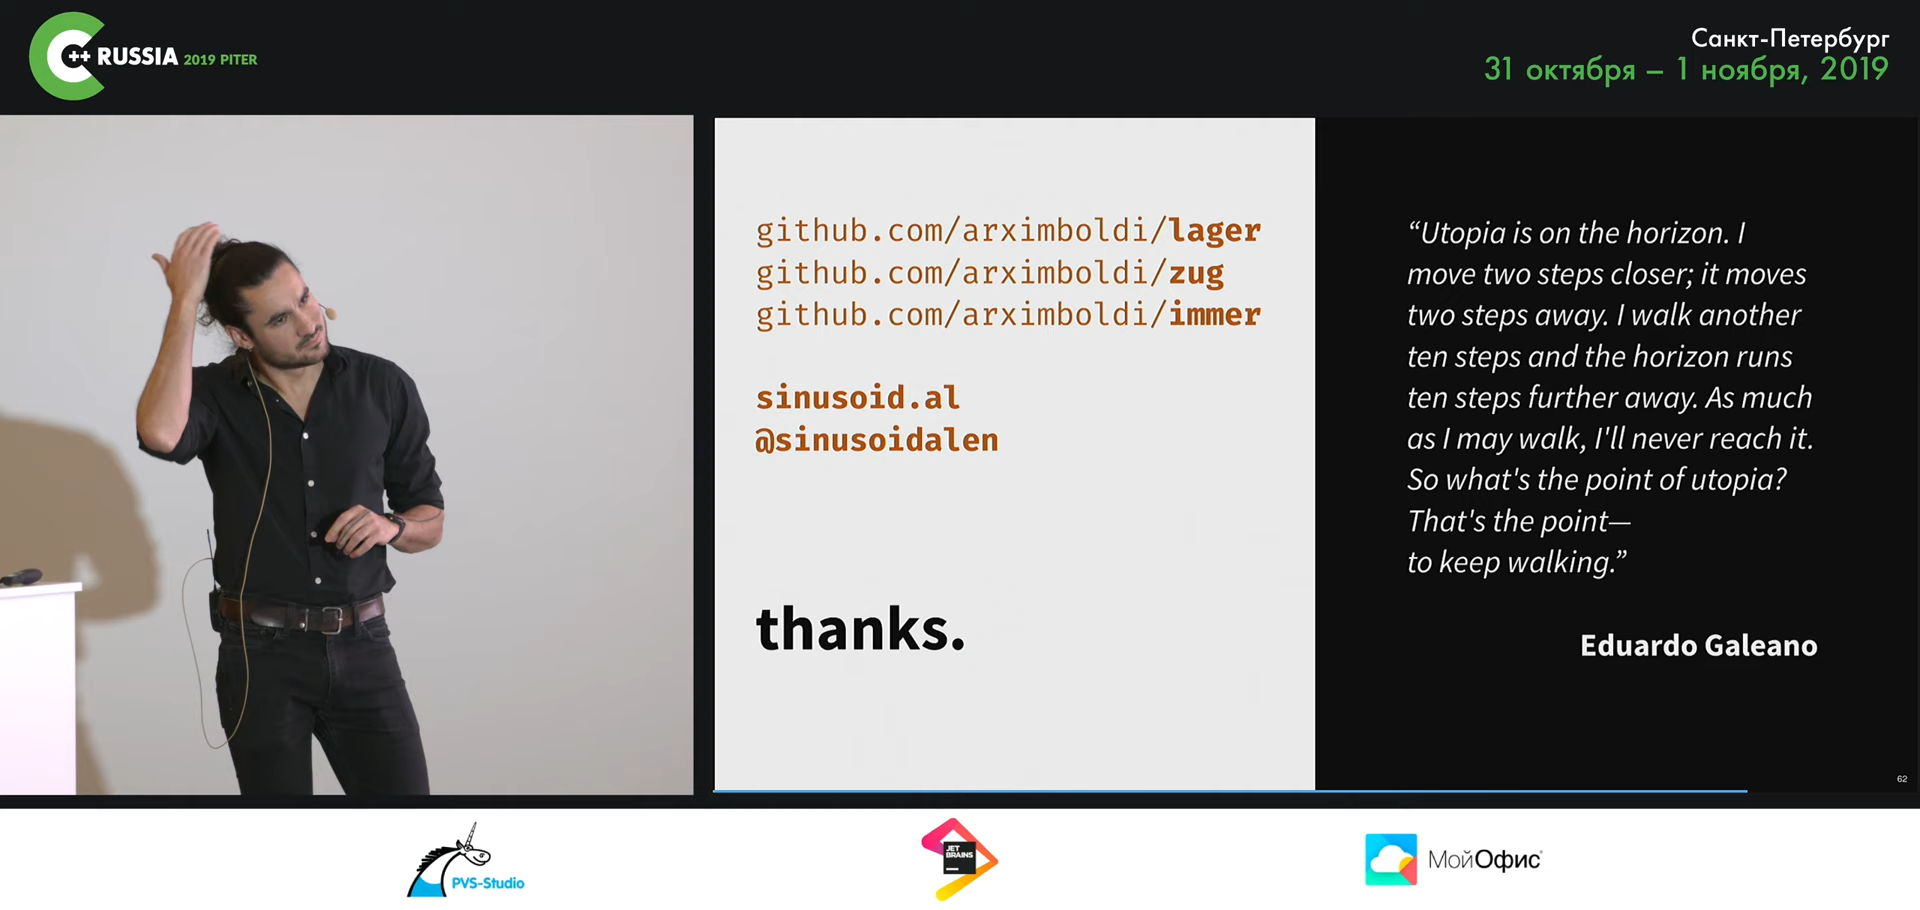 C++ RUSSIA 2019 PITER
Санкт-Петербург
31 октября – 1 ноября, 2019
github.com/arximboldi/lager
github.com/arximboldi/zug
github.com/arximboldi/immer
sinusoid.al
@sinusoidalen
thanks.
“Utopia is on the horizon. I
move two steps closer; it moves
two steps away. I walk another
ten steps and the horizon runs
ten steps further away. As much
as I may walk, I'll never reach it.
So what's the point of utopia?
That's the point—
to keep walking.”
Eduardo Galeano
62
PVS-Studio
JET
BRAINS
МойОфис